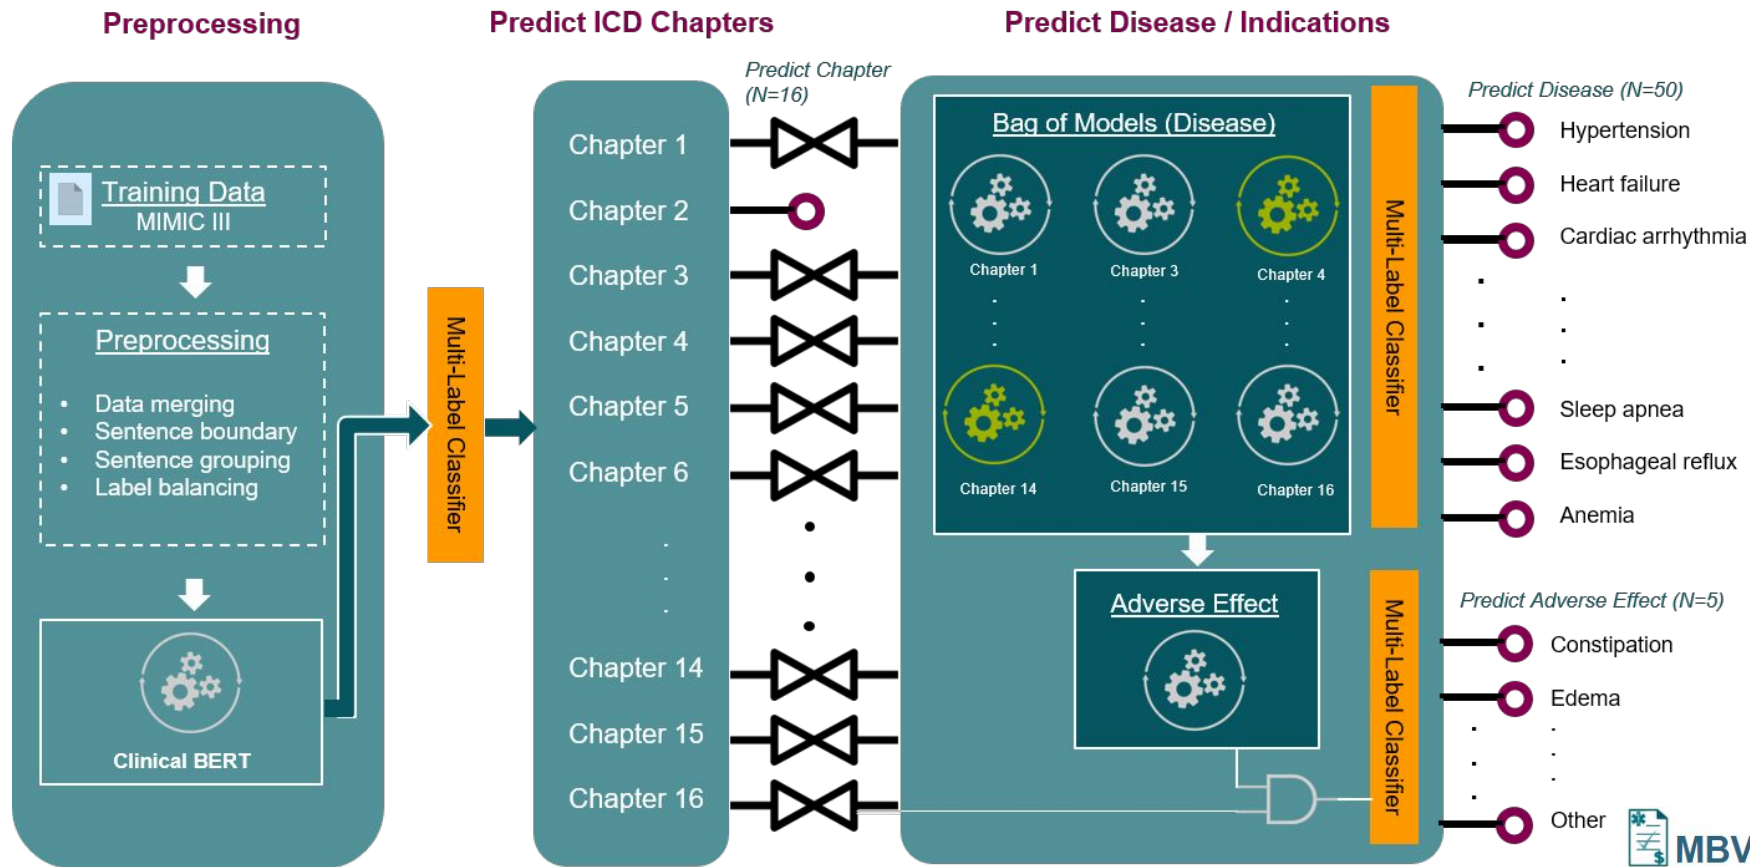 Preprocessing
Predict ICD Chapters
Predict Disease / Indications
Training Data
MIMIC III
Preprocessing
• Data merging
• Sentence boundary
• Sentence grouping
• Label balancing
Clinical BERT
Multi-Label Classifier
Predict Chapter
(N=16)
Chapter 1
Chapter 2
Chapter 3
Chapter 4
Chapter 5
Chapter 6
Chapter 14
Chapter 15
Chapter 16
Bag of Models (Disease)
Chapter 1
Chapter 3
Chapter 4
Chapter 14
Chapter 15
Chapter 16
Multi-Label Classifier
Adverse Effect
Multi-Label Classifier
Predict Disease (N=50)
Hypertension
Heart failure
Cardiac arrhythmia
Sleep apnea
Esophageal reflux
Anemia
Predict Adverse Effect (N=5)
Constipation
Edema
Other
$
MBV